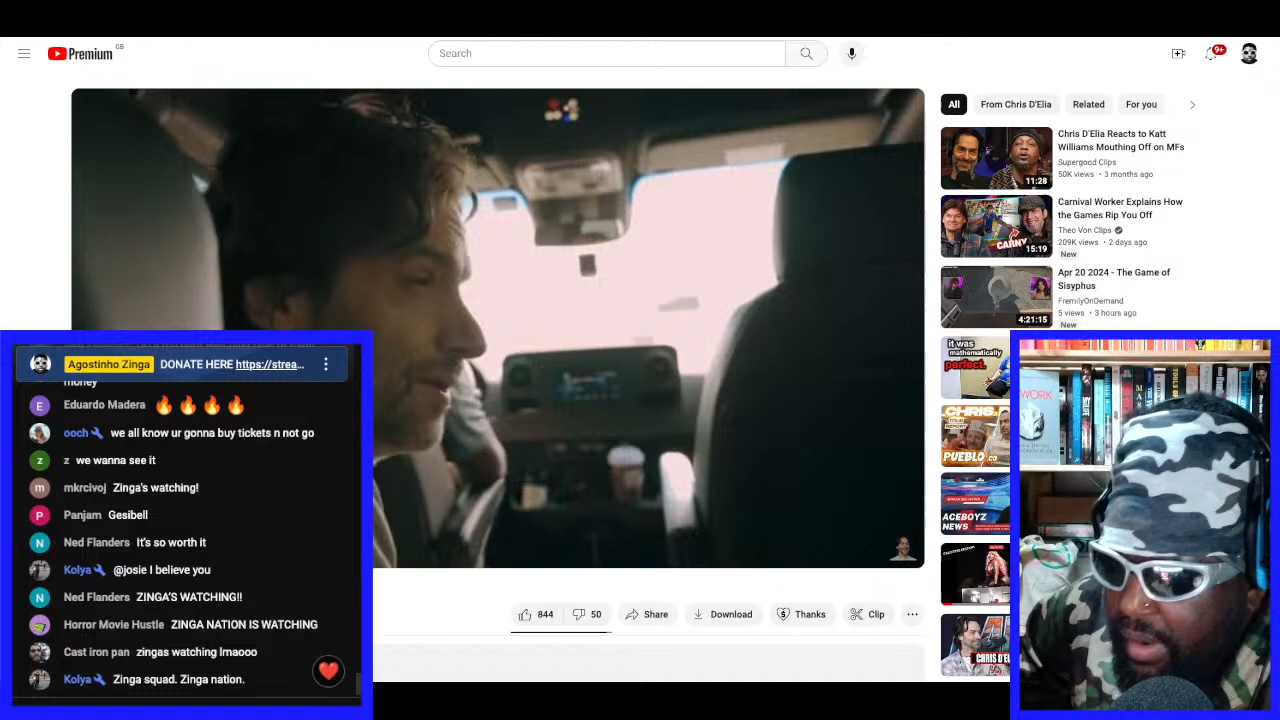 Premium GB
Search
9+
All
From Chris D'Elia
Related
For you
Chris D'Elia Reacts to Katt
Williams Mouthing Off on MFs
Supergood Clips
50K views • 3 months ago
11:28
Carnival Worker Explains How
the Games Rip You Off
Theo Von Clips
209K views • 2 days ago
New
CARNY
15:19
Apr 20 2024 - The Game of
Sisyphus
FremilyOnDemand
5 views • 3 hours ago
New
4:21:15
it was
mathematically
perfect.
CHRIS
PUEBLO, CO
ACEBOYZ
NEWS
CHRIS D'E
WORK
844
50
Share
Download
Thanks
Clip
Agostinho Zinga DONATE HERE https://strea...
money
E Eduardo Madera 🔥🔥🔥🔥
ooch we all know ur gonna buy tickets n not go
z z we wanna see it
m mkrcivoj Zinga's watching!
P Panjam Gesibell
N Ned Flanders It's so worth it
Kolya @josie I believe you
N Ned Flanders ZINGA'S WATCHING!!
Horror Movie Hustle ZINGA NATION IS WATCHING
Cast iron pan zingas watching lmaooo
Kolya Zinga squad. Zinga nation.